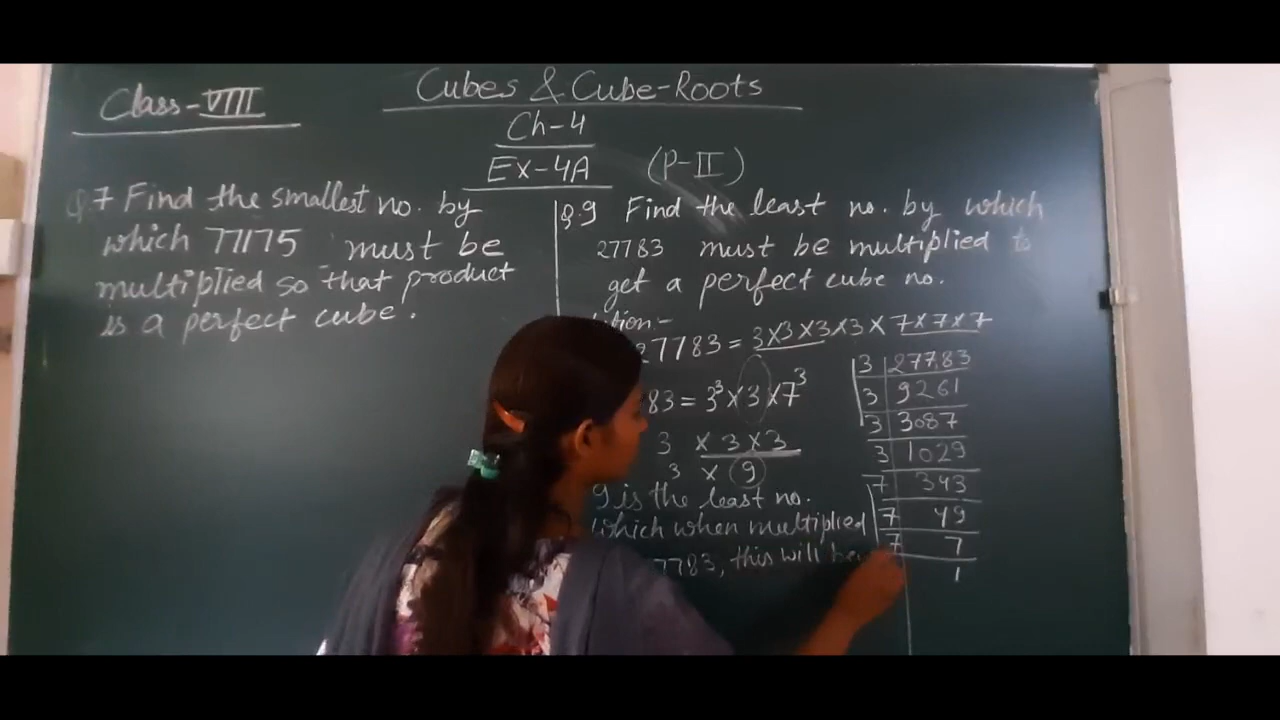 Class-VIII
Cubes & Cube-Roots
Ch-4
Ex-4A
(P-II)
Q.7 Find the smallest no. by
which 77175 must be
multiplied so that product
is a perfect cube.
Q.9 Find the least no. by which
27783 must be multiplied to
get a perfect cube no.
27783 = 3×3×3×3×7×7×7
83 = 3³×3×7³
3 × 3×3
3 × 9
9 is the least no.
which when multiplied
7783, this will be
3 27783
3 9261
3 3087
3 1029
7 343
7 49
7 7
1